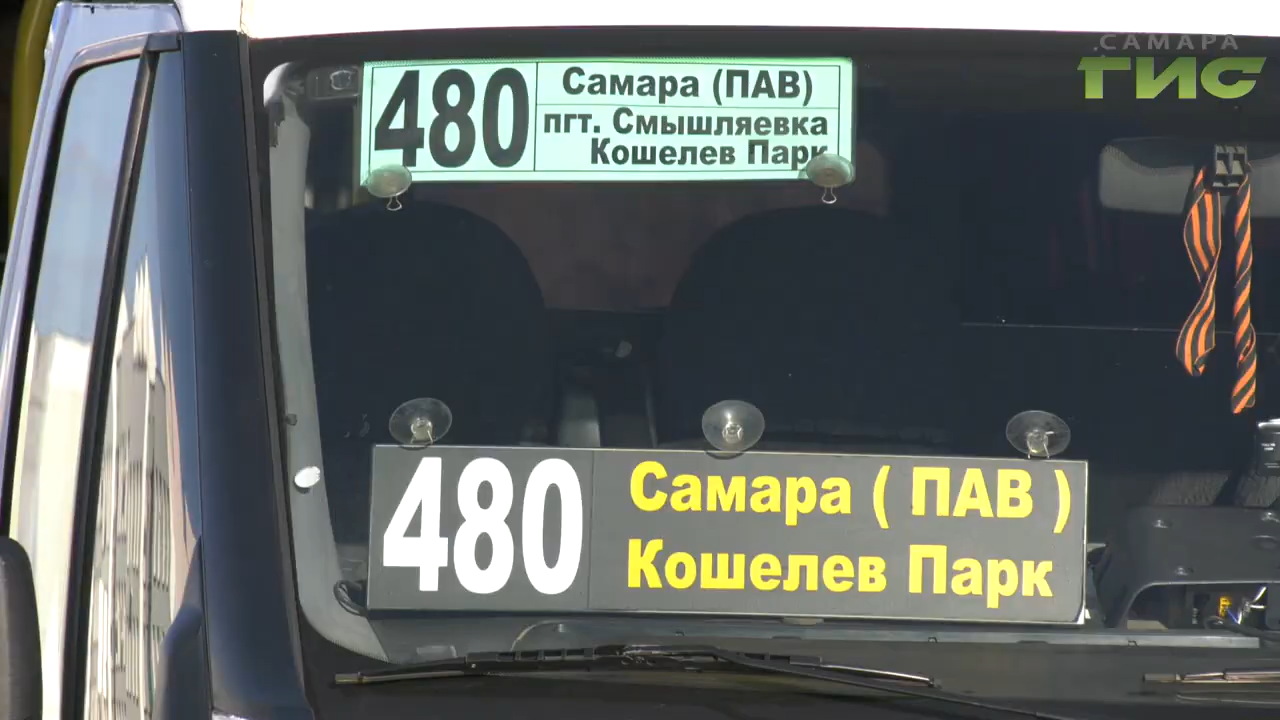 САМАРА
ГИС
480
Самара (ПАВ)
пгт. Смышляевка
Кошелев Парк
480
Самара ( ПАВ )
Кошелев Парк